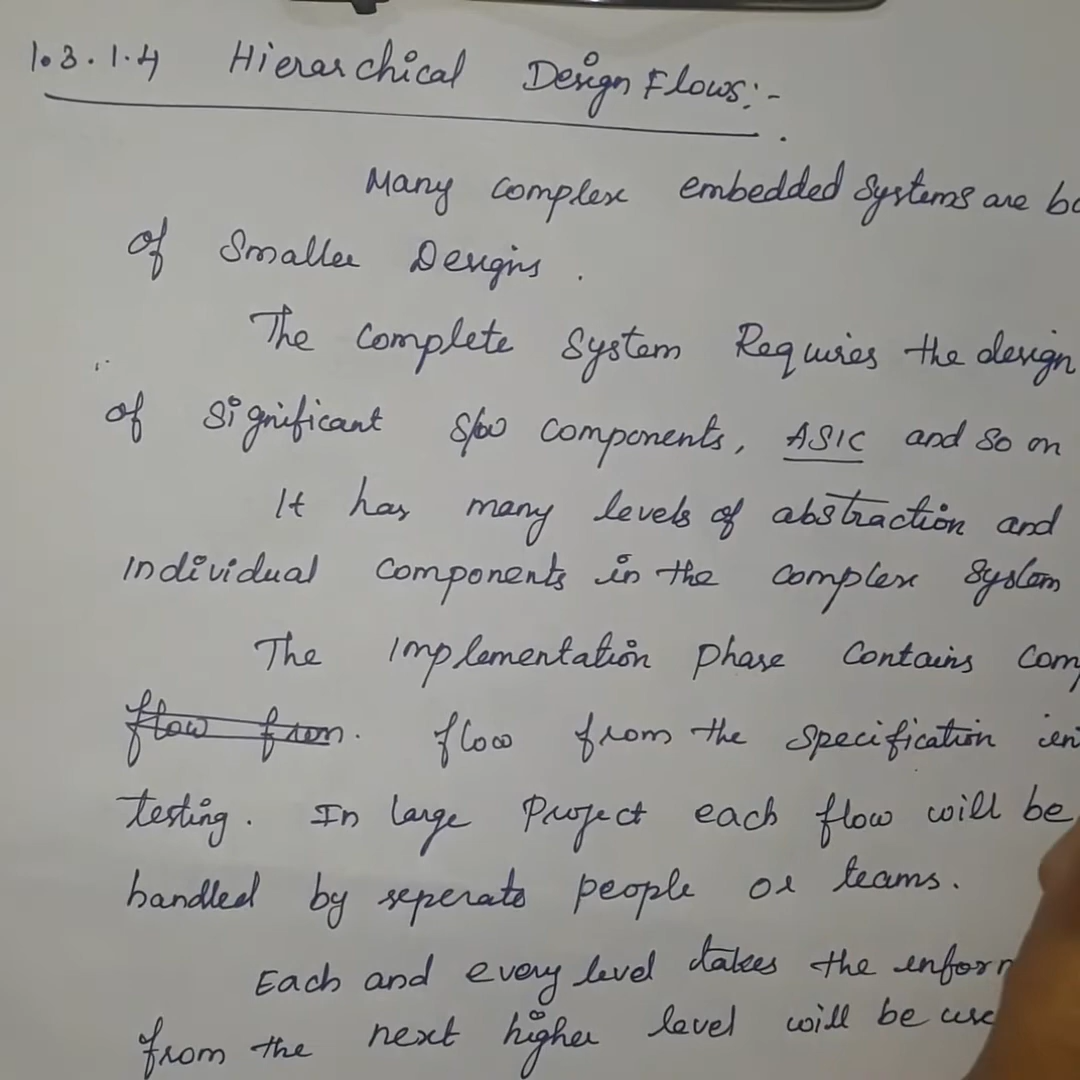 1.3.1.4 Hierarchical Design Flows:-
Many complex embedded Systems are
of Smaller Designs.
The complete System Requires the design
of significant s/w components, ASIC and so on
It has many levels of abstraction and
individual components in the complex System
The implementation phase contains com
flow from. flow from the specification in
testing. In large Project each flow will be
handled by seperate people or teams.
Each and every level takes the inform
from the next higher level will be use